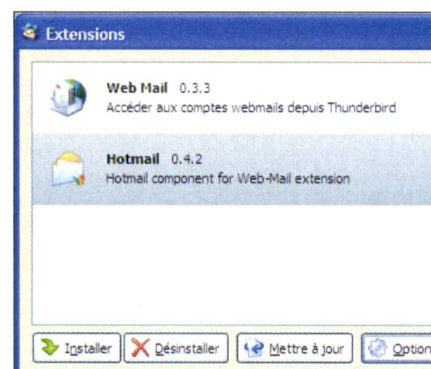 Extensions
Web Mail 0.3.3
Accéder aux comptes webmails depuis Thunderbird
Hotmail 0.4.2
Hotmail component for Web-Mail extension
Installer Désinstaller Mettre à jour Option